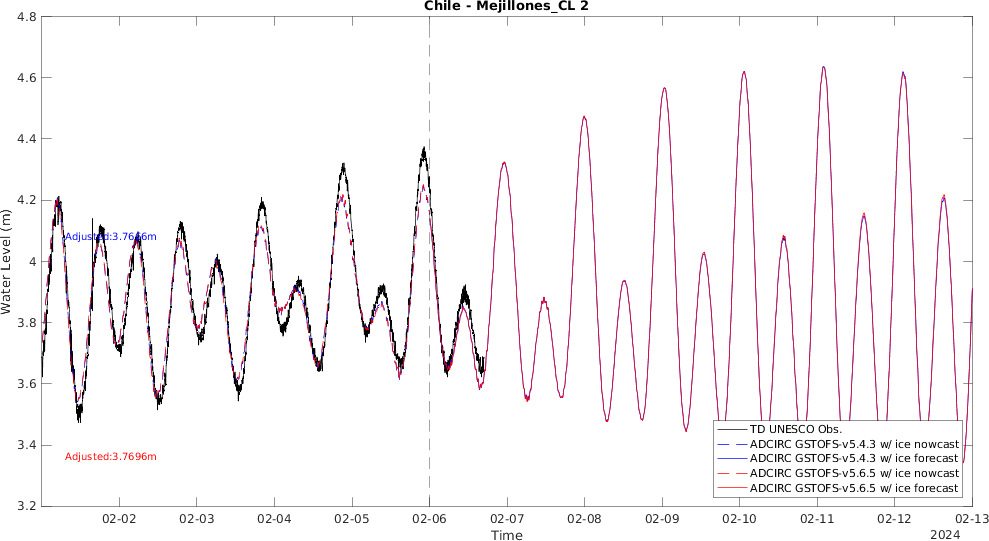 Chile - Mejillones_CL 2
4.8
4.6
4.4
4.2
4
3.8
3.6
3.4
3.2
Water Level (m)
Adjusted:3.7696m
TD UNESCO Obs.
ADCIRC GSTOFS-v5.4.3 w/ ice nowcast
ADCIRC GSTOFS-v5.4.3 w/ ice forecast
ADCIRC GSTOFS-v5.6.5 w/ ice nowcast
ADCIRC GSTOFS-v5.6.5 w/ ice forecast
02-02
02-03
02-04
02-05
02-06
02-07
02-08
02-09
02-10
02-11
02-12
02-13
Time
2024